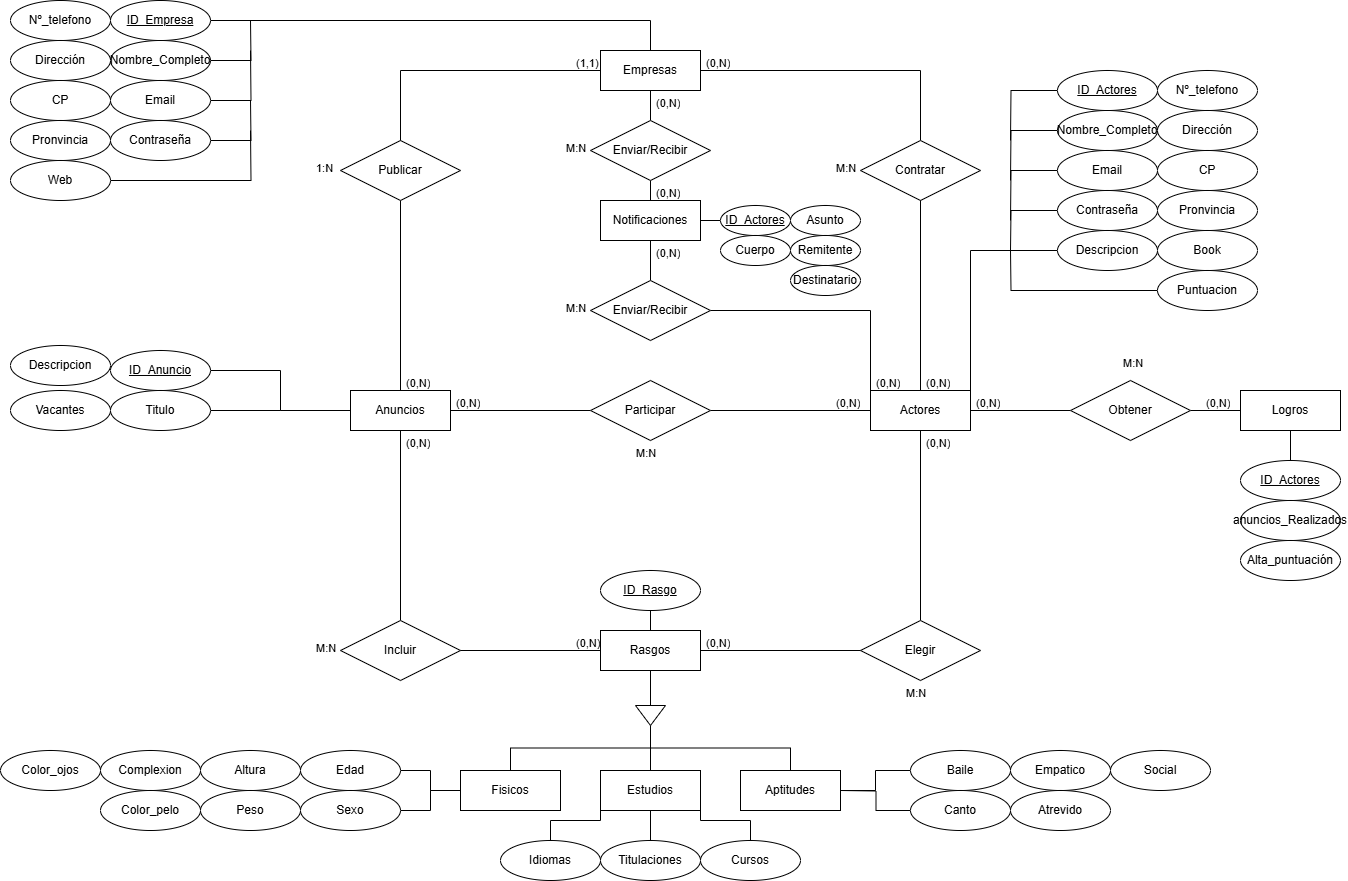 Nº_telefono
ID_Empresa
Dirección
Nombre_Completo
CP
Email
Pronvincia
Contraseña
Web
(1,1)
Empresas
(0,N)
(0,N)
1:N
Publicar
M:N
Enviar/Recibir
M:N
Contratar
(0,N)
Notificaciones
(0,N)
ID_Actores
Asunto
Cuerpo
Remitente
Destinatario
M:N
Enviar/Recibir
ID_Actores
Nº_telefono
Nombre_Completo
Dirección
Email
CP
Contraseña
Pronvincia
Descripcion
Book
Puntuacion
Descripcion
ID_Anuncio
Vacantes
Titulo
(0,N)
Anuncios
(0,N)
(0,N)
Participar
M:N
(0,N)
(0,N)
(0,N)
Actores
(0,N)
(0,N)
M:N
Obtener
(0,N)
Logros
ID_Actores
anuncios_Realizados
Alta_puntuación
M:N
Incluir
ID_Rasgo
(0,N)
Rasgos
(0,N)
Elegir
M:N
Color_ojos
Complexion
Altura
Edad
Color_pelo
Peso
Sexo
Fisicos
Estudios
Aptitudes
Idiomas
Titulaciones
Cursos
Baile
Empatico
Social
Canto
Atrevido